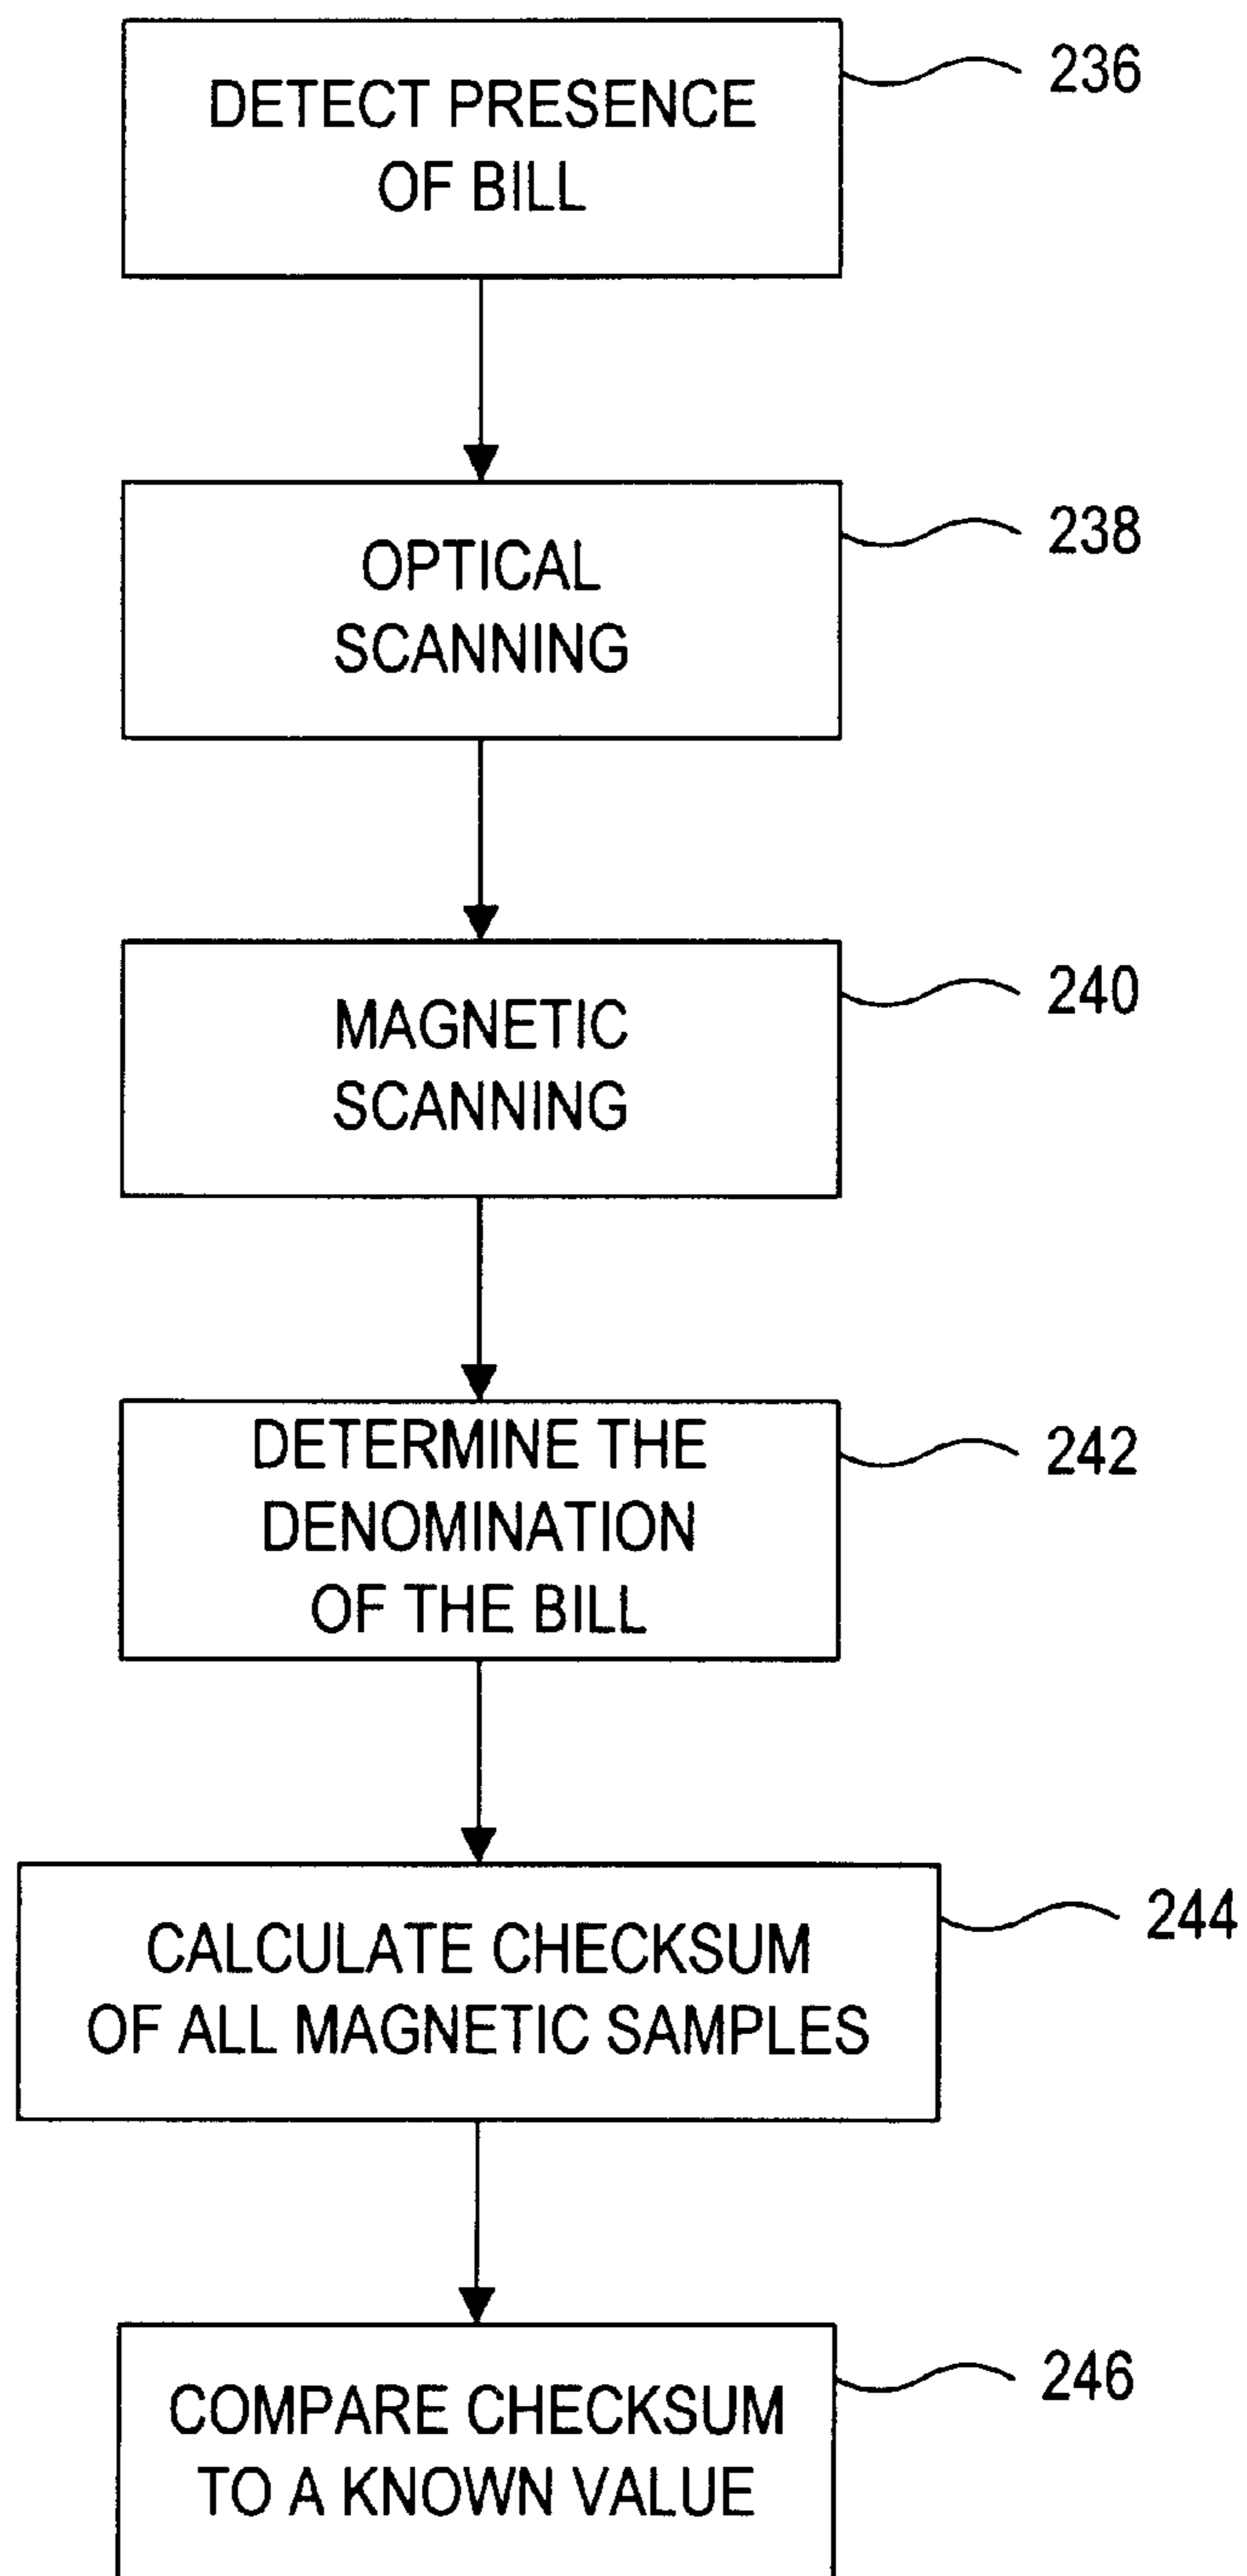 DETECT PRESENCE
OF BILL
236
OPTICAL
SCANNING
238
MAGNETIC
SCANNING
240
DETERMINE THE
DENOMINATION
OF THE BILL
242
CALCULATE CHECKSUM
OF ALL MAGNETIC SAMPLES
244
COMPARE CHECKSUM
TO A KNOWN VALUE
246